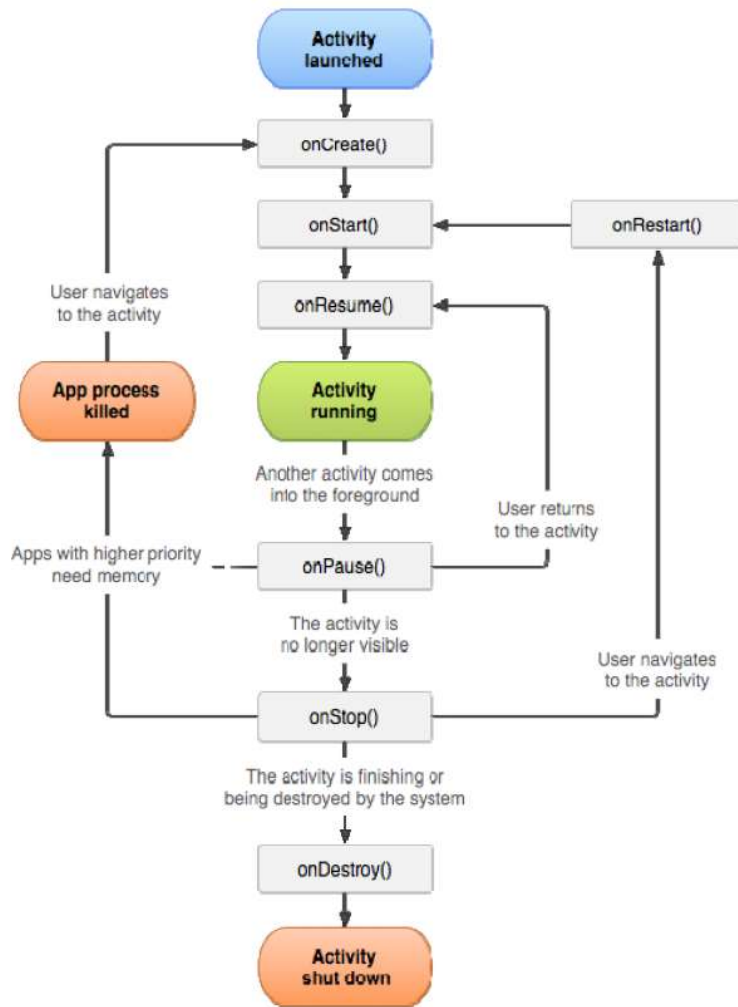 Activity
launched
onCreate()
onStart()
onRestart()
User navigates
to the activity
onResume()
App process
killed
Activity
running
Another activity comes
into the foreground
User returns
to the activity
Apps with higher priority
need memory
onPause()
The activity is
no longer visible
User navigates
to the activity
onStop()
The activity is finishing or
being destroyed by the system
onDestroy()
Activity
shut down